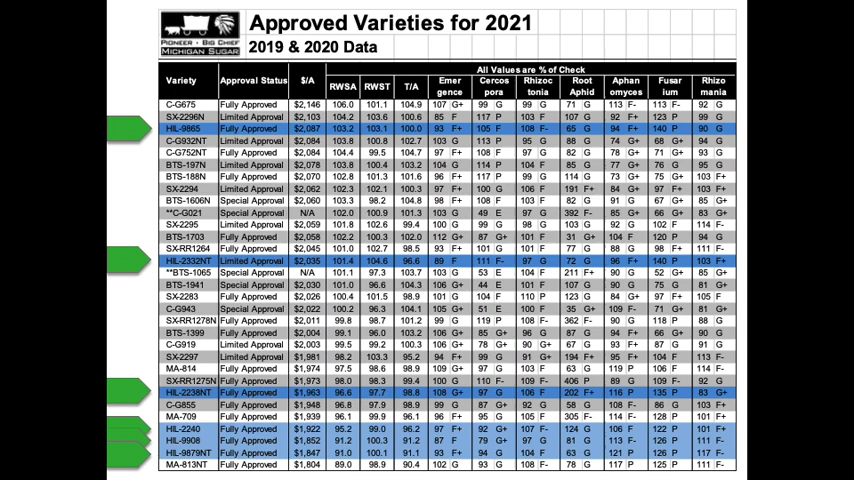 Approved Varieties for 2021
2019 & 2020 Data
PIONEER · BIG CHIEF
MICHIGAN SUGAR
All Values are % of Check
Variety Approval Status $/A RWSA RWST T/A Emer gence Cercos pora Rhizoc tonia Root Aphid Aphan omyces Fusar ium Rhizo mania
C-G675 Fully Approved $2,146 106.0 101.1 104.9 107 G+ 99 G 99 G 71 G 113 F- 113 F- 92 G
SX-2296N Limited Approval $2,103 104.2 103.6 100.6 85 F 117 P 103 F 107 G 92 F+ 123 P 99 G
HIL-9865 Fully Approved $2,087 103.2 103.1 100.0 93 F+ 105 F 108 F- 65 G 94 F+ 140 P 90 G
C-G932NT Limited Approval $2,084 103.8 100.8 102.7 103 G 113 P 95 G 88 G 74 G+ 68 G+ 94 G
C-G752NT Fully Approved $2,084 104.4 99.5 104.7 97 F+ 108 F 97 G 82 G 78 G+ 71 G+ 93 G
BTS-197N Limited Approval $2,078 103.8 100.4 103.2 104 G 114 P 104 F 85 G 77 G+ 76 G 95 G
BTS-188N Fully Approved $2,070 102.8 101.3 101.6 96 F+ 117 P 99 G 114 G 73 G+ 75 G+ 103 F+
SX-2294 Limited Approval $2,062 102.3 102.1 100.3 97 F+ 100 G 106 F 191 F+ 84 G+ 97 F+ 103 F+
BTS-1606N Special Approval $2,060 103.3 98.2 104.8 98 F+ 108 F 103 F 82 G 91 G 67 G+ 85 G+
**C-G021 Special Approval N/A 102.0 100.9 101.3 103 G 49 E 97 G 392 F- 85 G+ 66 G+ 83 G+
SX-2295 Limited Approval $2,059 101.8 102.6 99.4 100 G 99 G 98 G 103 G 92 G 102 F 114 F-
BTS-1703 Fully Approved $2,058 102.2 100.3 102.0 112 G+ 87 G+ 101 F 31 G+ 104 F 120 P 94 G
SX-RR1264 Fully Approved $2,045 101.0 102.7 98.5 93 F+ 101 G 101 F 77 G 88 G 98 F+ 111 F-
HIL-2332NT Limited Approval $2,035 101.4 104.6 96.6 89 F 111 F- 97 G 72 G 96 F+ 140 P 103 F+
**BTS-1065 Special Approval N/A 101.1 97.3 103.7 103 G 53 E 104 F 211 F+ 90 G 52 G+ 85 G+
BTS-1941 Special Approval $2,030 101.0 96.6 104.3 106 G+ 44 E 101 F 107 G 90 G 75 G 81 G+
SX-2283 Fully Approved $2,026 100.4 101.5 98.9 101 G 104 F 110 P 123 G 84 G+ 97 F+ 105 F
C-G943 Special Approval $2,022 100.2 96.3 104.1 105 G+ 51 E 100 G 35 G+ 109 F- 71 G+ 81 G+
SX-RR1278N Fully Approved $2,011 99.8 101.7 101.2 99 G 119 P 108 F- 362 F- 90 G 118 P 88 G
BTS-1399 Fully Approved $2,004 99.1 96.0 103.2 106 G+ 85 G+ 96 G 87 G 94 F+ 66 G+ 90 G
C-G919 Limited Approval $2,003 99.5 99.2 100.3 106 G+ 78 G+ 90 G+ 100 G 93 F+ 87 G 91 G
SX-2297 Limited Approval $1,981 98.2 103.3 95.2 94 F+ 99 G 91 G+ 194 F+ 95 F+ 104 F 113 F-
MA-814 Fully Approved $1,974 97.5 98.6 98.9 109 G+ 97 G 103 F 63 G 119 P 106 F 114 F-
SX-RR1275N Fully Approved $1,973 98.0 98.3 99.4 100 G 110 F- 109 F- 406 P 89 G 109 F- 92 G
HIL-2238NT Fully Approved $1,963 96.6 97.7 98.8 108 G+ 97 G 106 F 202 F+ 116 P 135 P 83 G+
C-G855 Fully Approved $1,948 96.8 97.9 98.9 99 G 87 G+ 92 G 58 G 108 F- 86 G 103 F+
MA-709 Fully Approved $1,939 96.1 99.9 96.1 96 F+ 95 G 105 F 305 F- 114 F- 128 P 101 F+
HIL-2240 Fully Approved $1,922 95.2 99.0 96.2 97 F+ 92 G+ 107 F- 124 G 106 F 122 P 101 F+
HIL-9908 Fully Approved $1,852 91.2 100.3 91.2 87 F 79 G+ 97 G 81 G 113 F- 126 P 111 F-
HIL-9879NT Fully Approved $1,847 91.0 100.1 91.1 93 F+ 94 G 104 F 63 G 121 P 126 P 117 F-
MA-813NT Fully Approved $1,804 89.0 98.9 90.4 102 G 93 G 108 F- 78 G 117 P 125 P 111 F-